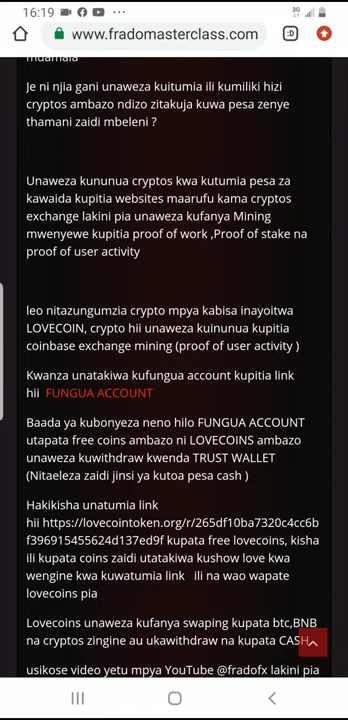 16:19
3G
www.fradomasterclass.com
:D
muamala
Je ni njia gani unaweza kuitumia ili kumiliki hizi
cryptos ambazo ndizo zitakuja kuwa pesa zenye
thamani zaidi mbeleni ?
Unaweza kununua cryptos kwa kutumia pesa za
kawaida kupitia websites maarufu kama cryptos
exchange lakini pia unaweza kufanya Mining
mwenyewe kupitia proof of work ,Proof of stake na
proof of user activity
leo nitazungumzia crypto mpya kabisa inayoitwa
LOVECOIN, crypto hii unaweza kuinunua kupitia
coinbase exchange mining (proof of user activity )
Kwanza unatakiwa kufungua account kupitia link
hii FUNGUA ACCOUNT
Baada ya kubonyeza neno hilo FUNGUA ACCOUNT
utapata free coins ambazo ni LOVECOINS ambazo
unaweza kuwithdraw kwenda TRUST WALLET
(Nitaeleza zaidi jinsi ya kutoa pesa cash )
Hakikisha unatumia link
hii https://lovecointoken.org/r/265df10ba7320c4cc6b
f396915455624d137ed9f kupata free lovecoins, kisha
ili kupata coins zaidi utatakiwa kushow love kwa
wengine kwa kuwatumia link ili na wao wapate
lovecoins pia
Lovecoins unaweza kufanya swaping kupata btc,BNB
na cryptos zingine au ukawithdraw na kupata CASH
usikose video yetu mpya YouTube @fradofx lakini pia